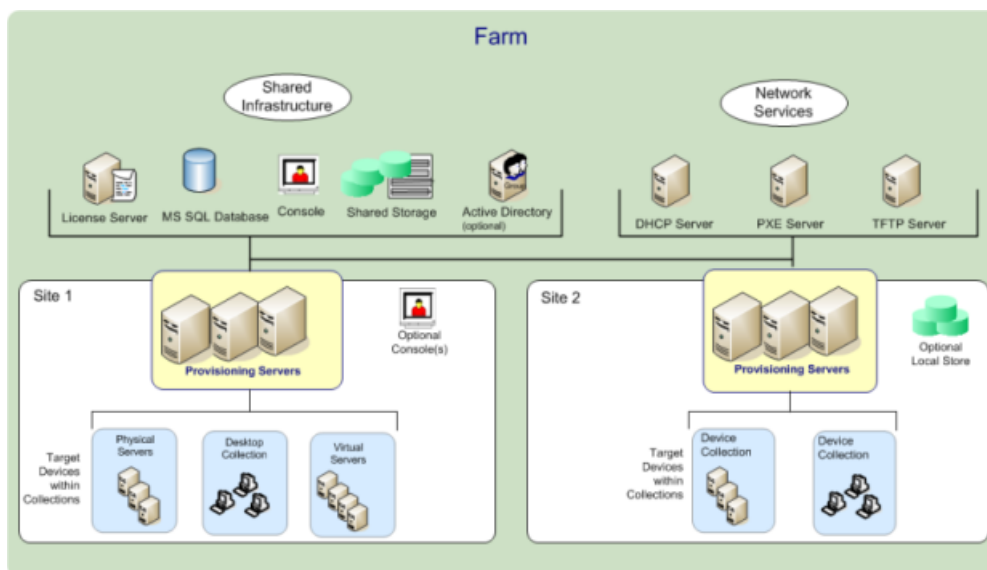 Farm
Shared
Infrastructure
Network
Services
License Server
MS SQL Database
Console
Shared Storage
Group
Active Directory
(optional)
DHCP Server
PXE Server
TFTP Server
Site 1
Provisioning Servers
Optional
Console(s)
Target
Devices
within
Collections
Physical
Servers
Desktop
Collection
Virtual
Servers
Site 2
Provisioning Servers
Optional
Local Store
Target
Devices
within
Collections
Device
Collection
Device
Collection